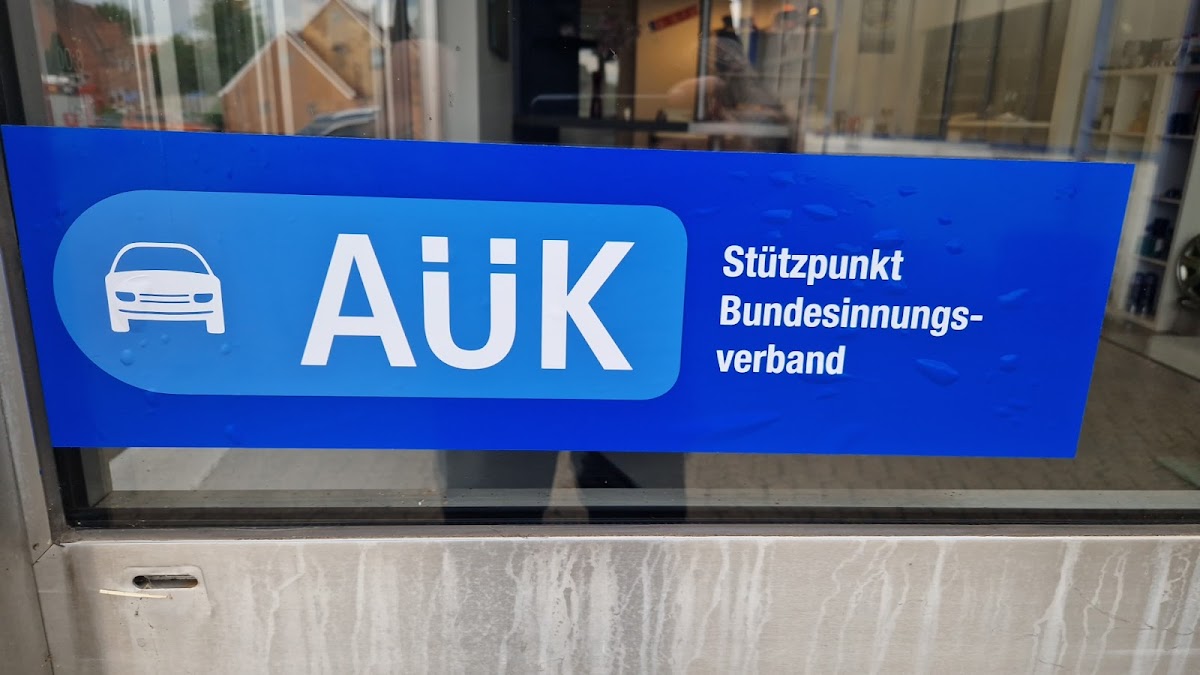 AÜK
Stützpunkt
Bundesinnungs-
verband